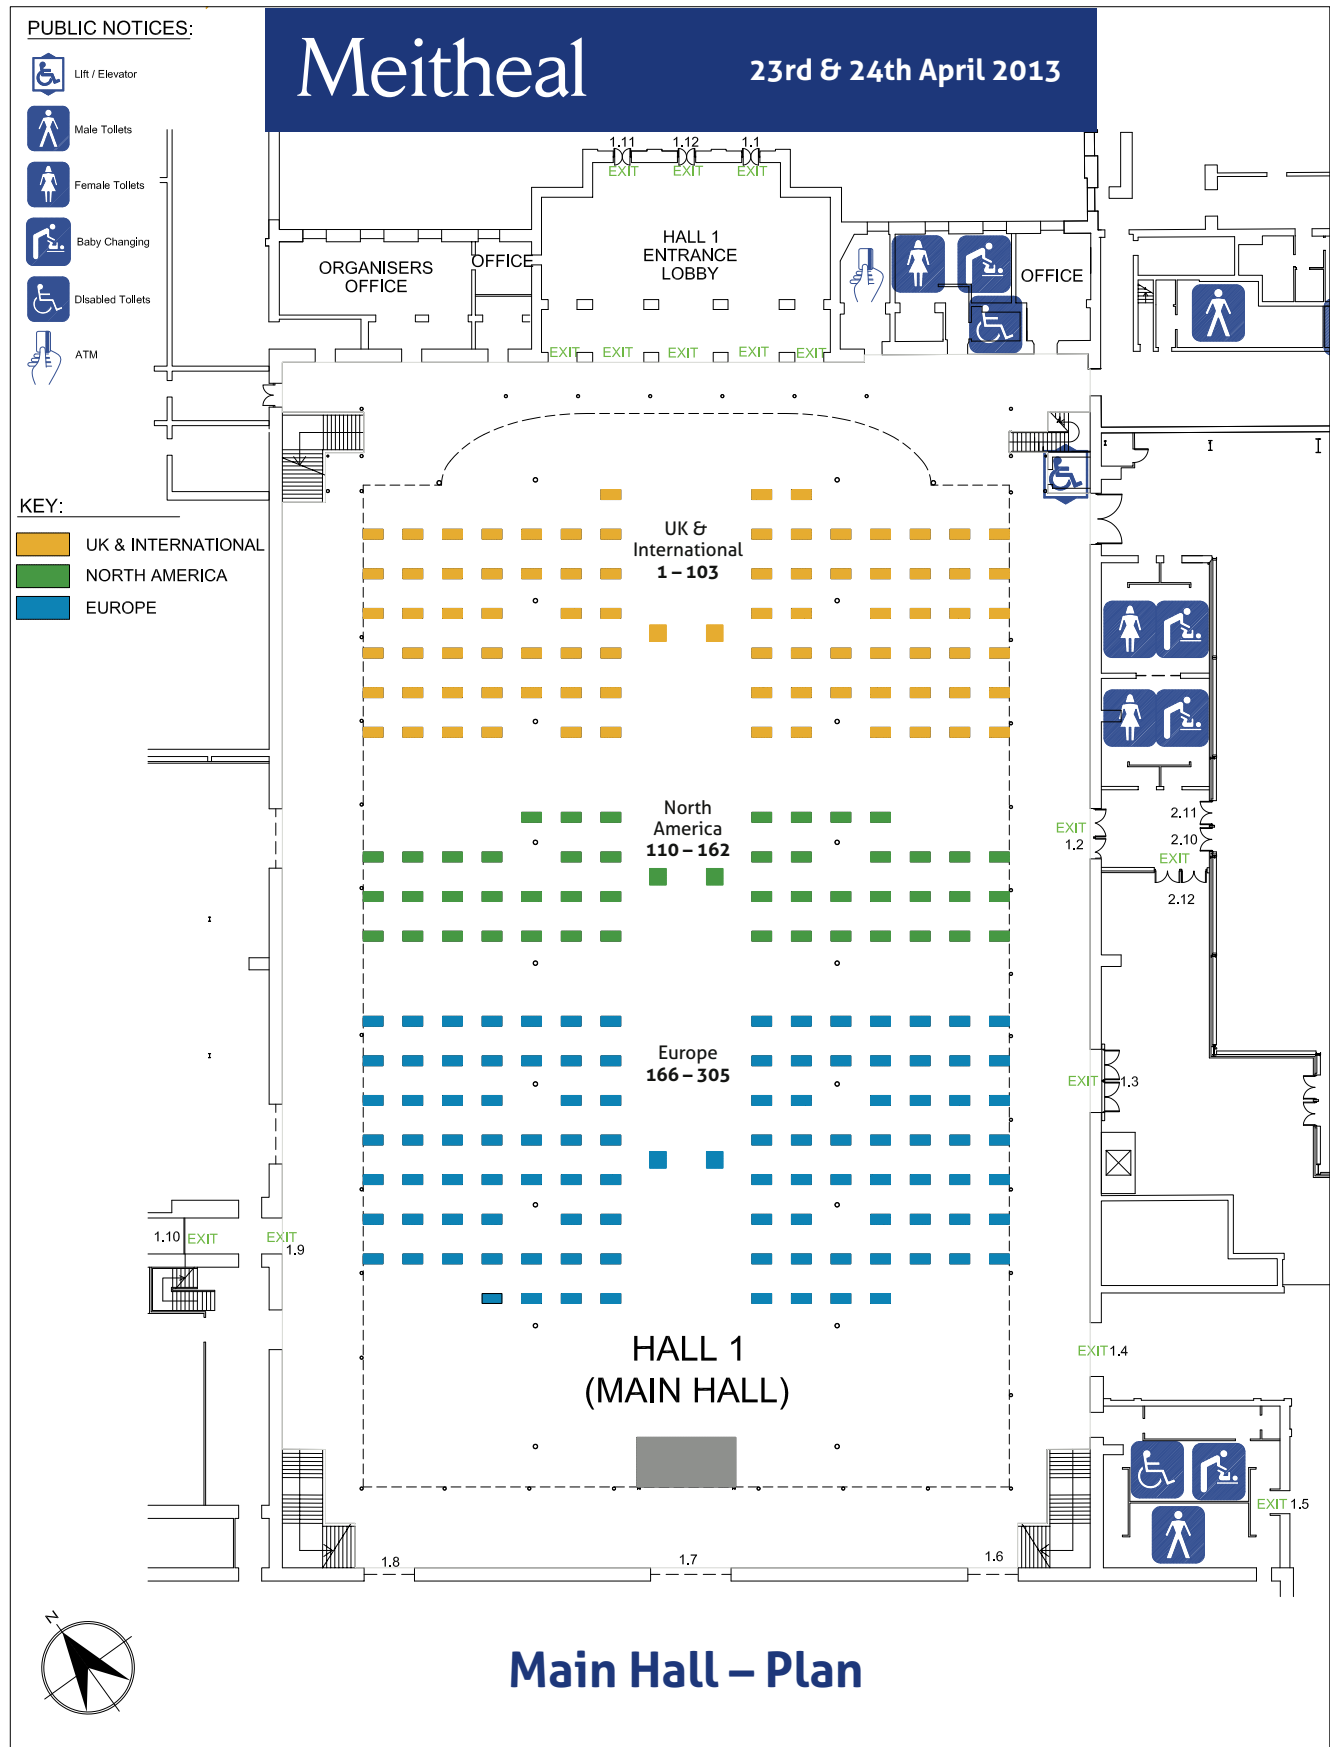 PUBLIC NOTICES:
Lift / Elevator
Male Toilets
Female Toilets
Baby Changing
Disabled Toilets
ATM
Meitheal
23rd & 24th April 2013
1.11
1.12
1.1
EXIT
EXIT
EXIT
HALL 1
ENTRANCE
LOBBY
ORGANISERS
OFFICE
OFFICE
OFFICE
EXIT
EXIT
EXIT
EXIT
EXIT
KEY:
UK & INTERNATIONAL
NORTH AMERICA
EUROPE
UK &
International
1 – 103
North
America
110 – 162
EXIT
1.2
2.11
2.10
EXIT
2.12
Europe
166 – 305
EXIT
1.3
1.10
EXIT
EXIT
1.9
HALL 1
(MAIN HALL)
EXIT 1.4
EXIT 1.5
1.8
1.7
1.6
N
Main Hall – Plan